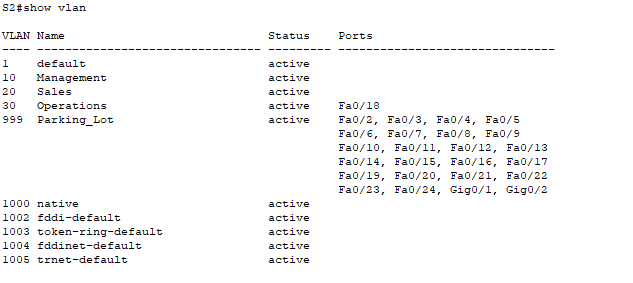 S2#show vlan
VLAN Name                             Status    Ports
---- -------------------------------- --------- -------------------------------
1    default                          active
10   Management                       active
20   Sales                            active
30   Operations                       active    Fa0/18
999  Parking_Lot                      active    Fa0/2, Fa0/3, Fa0/4, Fa0/5
                                                Fa0/6, Fa0/7, Fa0/8, Fa0/9
                                                Fa0/10, Fa0/11, Fa0/12, Fa0/13
                                                Fa0/14, Fa0/15, Fa0/16, Fa0/17
                                                Fa0/19, Fa0/20, Fa0/21, Fa0/22
                                                Fa0/23, Fa0/24, Gig0/1, Gig0/2
1000 native                           active
1002 fddi-default                     active
1003 token-ring-default               active
1004 fddinet-default                  active
1005 trnet-default                    active